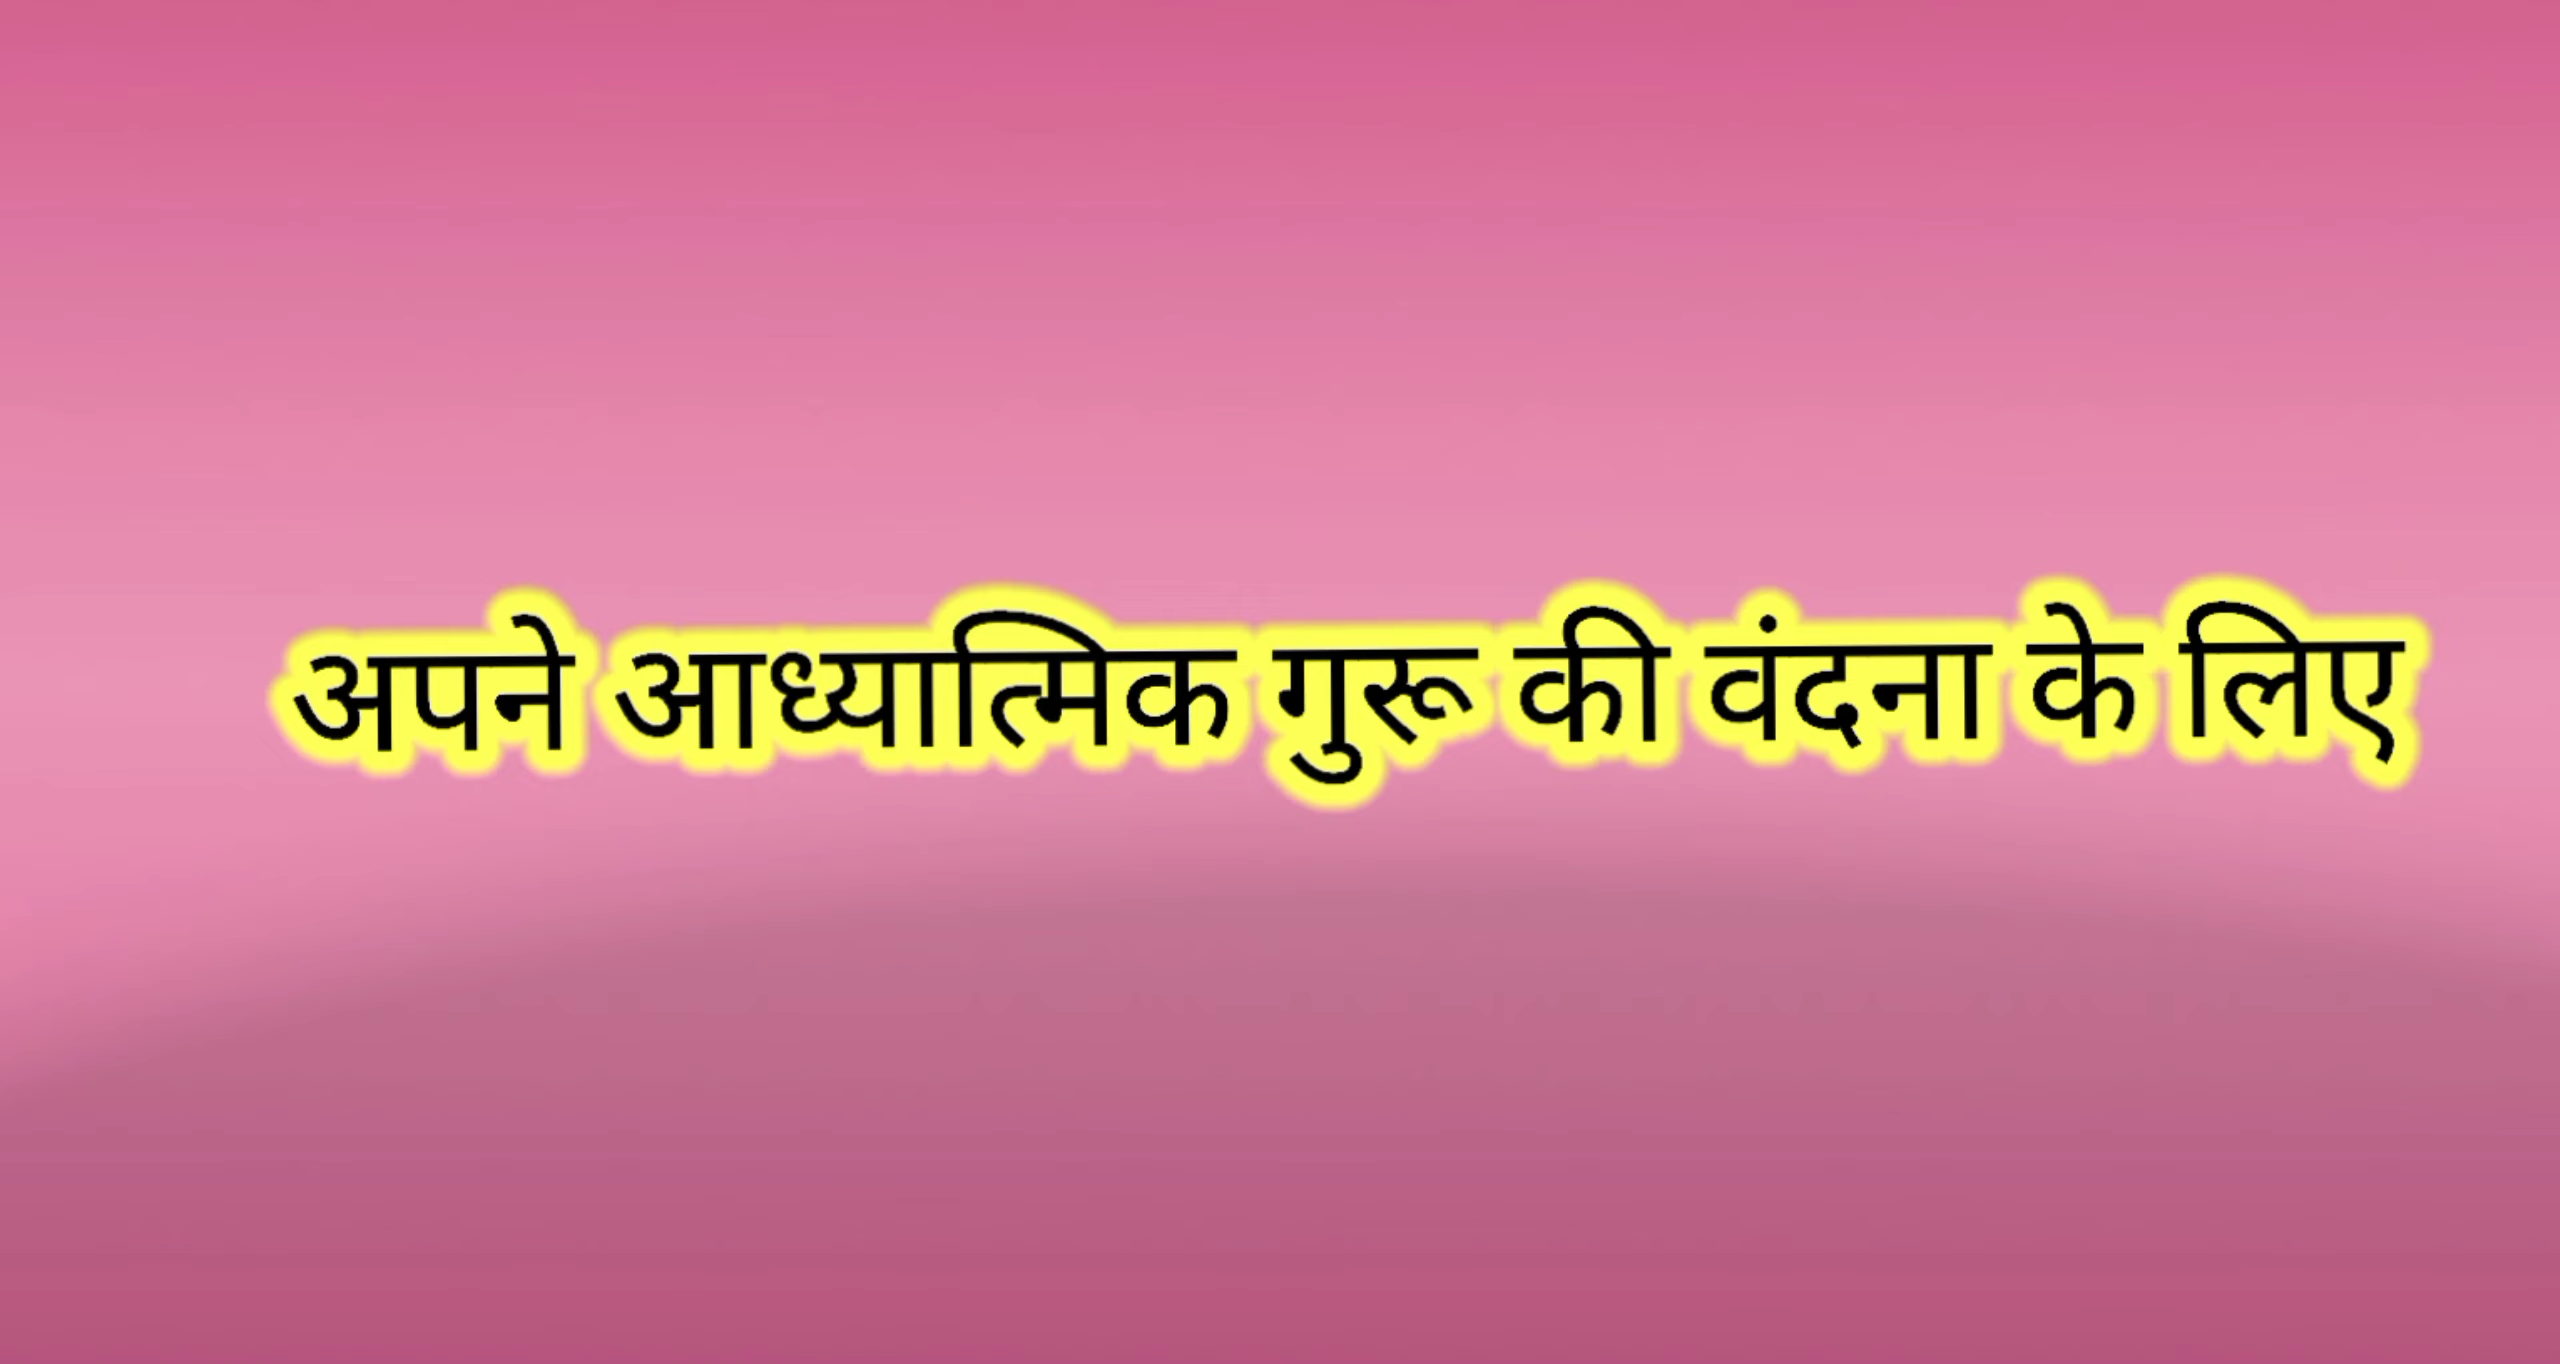 अपने आध्यात्मिक गुरू की वंदना के लिए